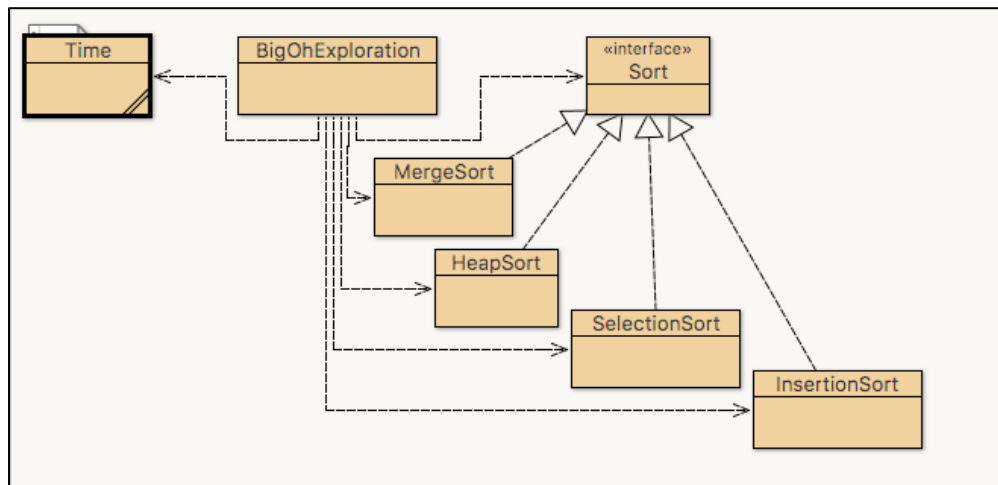 Time
BigOhExploration
«interface»
Sort
MergeSort
HeapSort
SelectionSort
InsertionSort